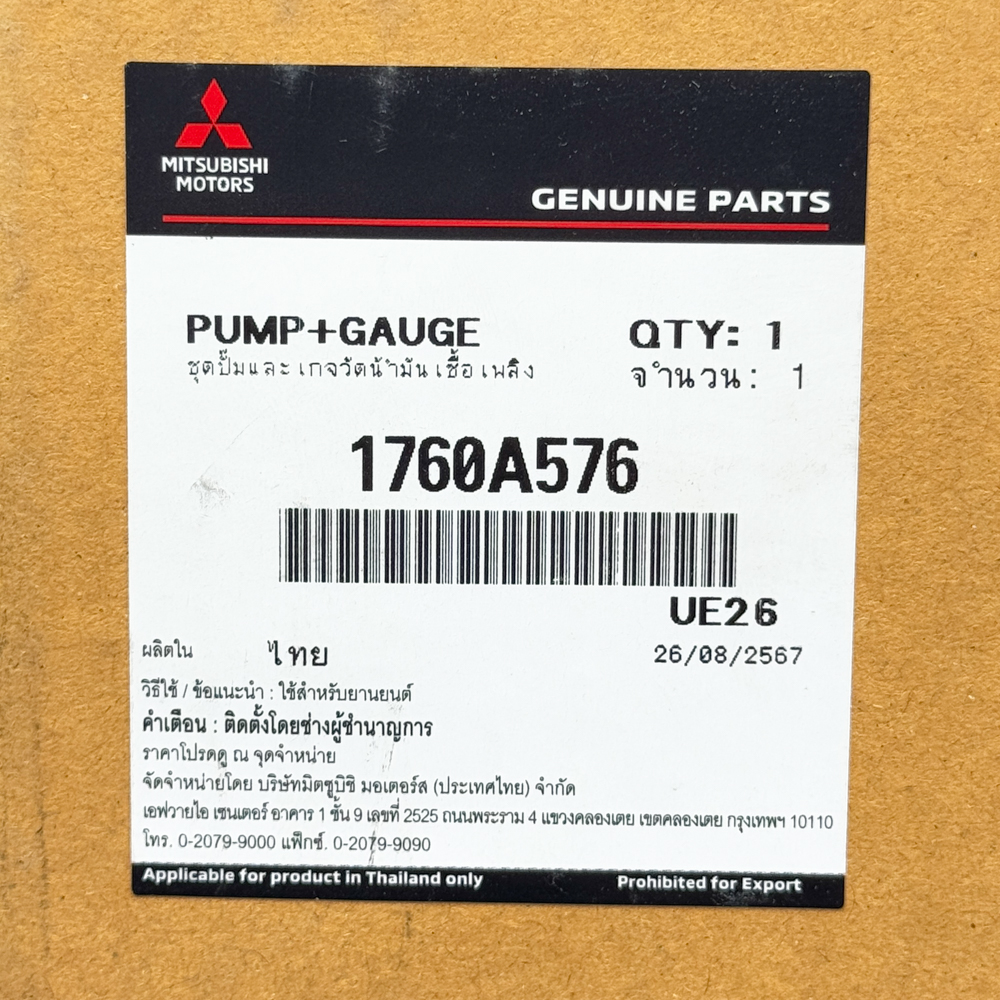 MITSUBISHI
MOTORS
GENUINE PARTS
PUMP+GAUGE
QTY: 1
ชุดปั๊มและเกจวัดน้ำมันเชื้อเพลิง
จำนวน: 1
1760A576
UE26
ผลิตใน ไทย
26/08/2567
วิธีใช้ / ข้อแนะนำ : ใช้สำหรับยานยนต์
คำเตือน : ติดตั้งโดยช่างผู้ชำนาญการ
ราคาโปรดดู ณ จุดจำหน่าย
จัดจำหน่ายโดย บริษัทมิตซูบิชิ มอเตอร์ส (ประเทศไทย) จำกัด
เอฟวายไอ เซนเตอร์ อาคาร 1 ชั้น 9 เลขที่ 2525 ถนนพระราม 4 แขวงคลองเตย เขตคลองเตย กรุงเทพฯ 10110
โทร. 0-2079-9000 แฟ็กซ์. 0-2079-9090
Applicable for product in Thailand only
Prohibited for Export